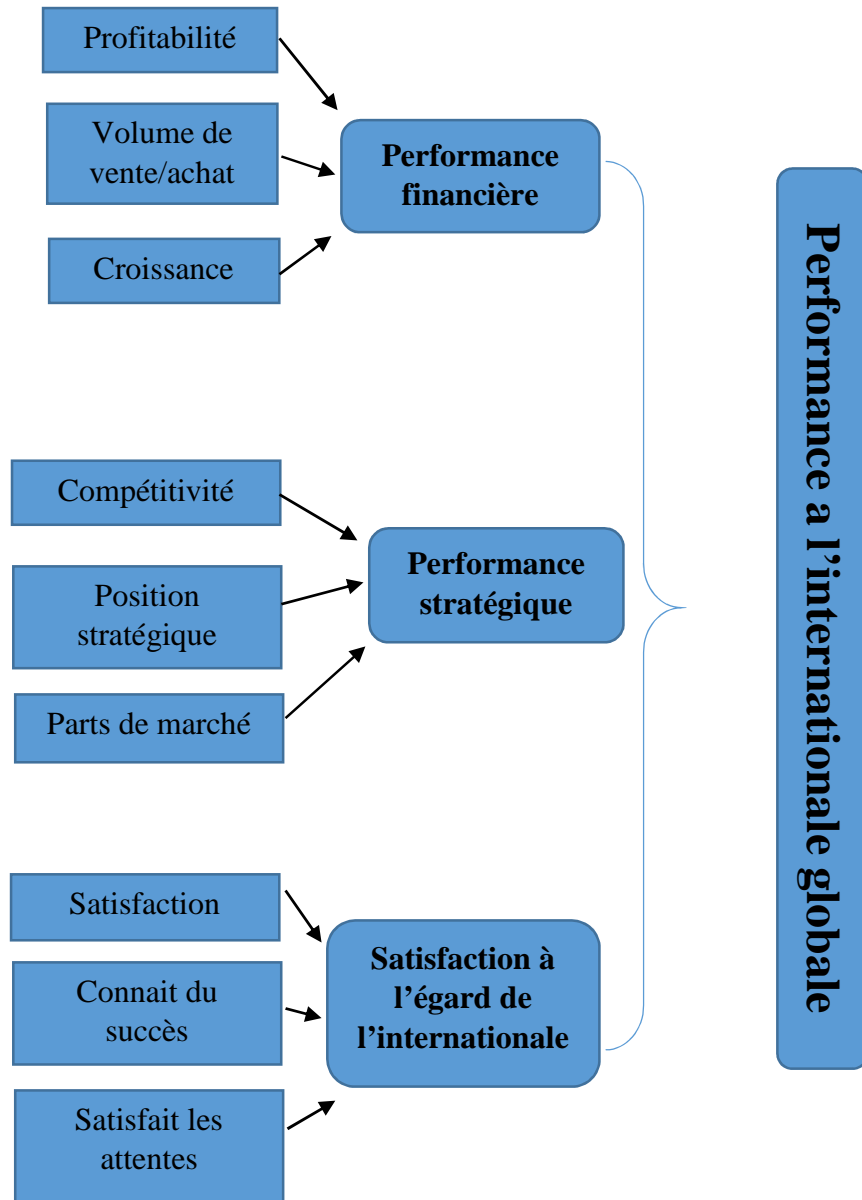 Profitabilité
Volume de
vente/achat
Croissance
Performance
financière
Compétitivité
Position
stratégique
Parts de marché
Performance
stratégique
Satisfaction
Connait du
succès
Satisfait les
attentes
Satisfaction à
l’égard de
l’internationale
Performance a l’internationale globale